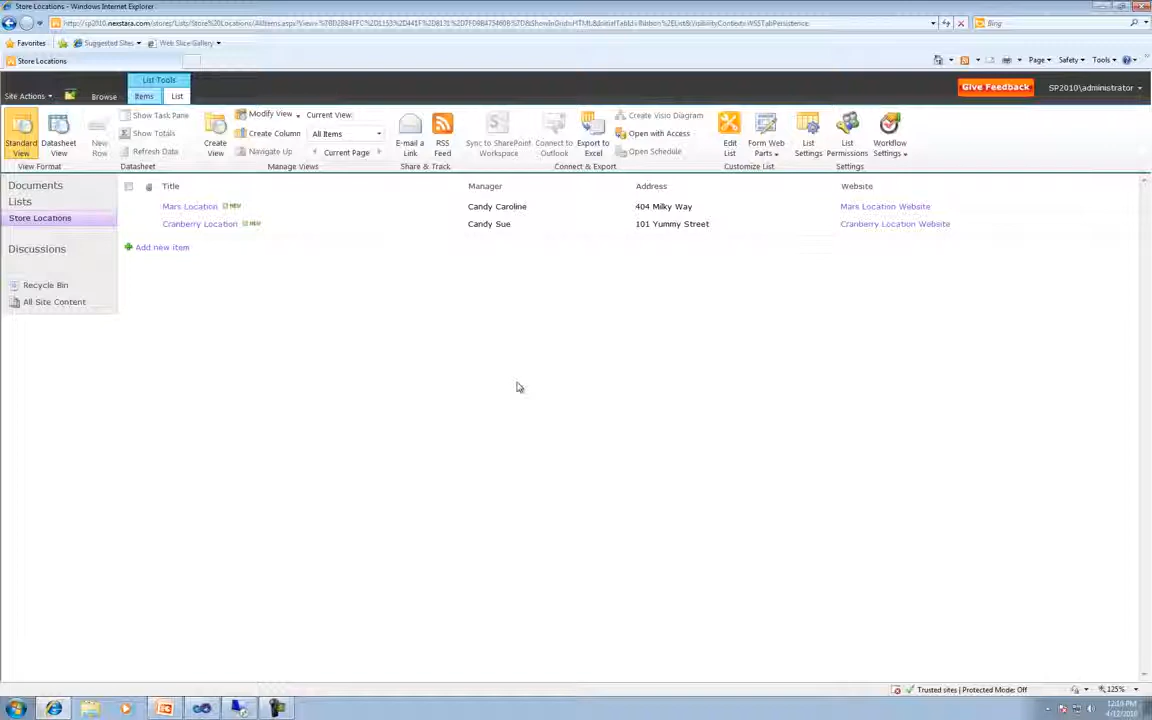 Store Locations - Windows Internet Explorer
Bing
Favorites Suggested Sites Web Slice Gallery
Store Locations
Page Safety Tools
List Tools
Site Actions Browse Items List
Give Feedback SP2010\administrator
Standard View
Datasheet View
New Row
Show Task Pane
Show Totals
Refresh Data
Create View
Modify View
Create Column
Navigate Up
Current View:
All Items
Current Page
E-mail a Link
RSS Feed
Sync to SharePoint Workspace
Connect to Outlook
Export to Excel
Create Visio Diagram
Open with Access
Open Schedule
Edit List
Form Web Parts
List Settings
List Permissions
Workflow Settings
View Format Datasheet Manage Views Share & Track Connect & Export Customize List Settings
Documents
Lists
Store Locations
Discussions
Recycle Bin
All Site Content
Title Manager Address Website
Mars Location NEW Candy Caroline 404 Milky Way Mars Location Website
Cranberry Location NEW Candy Sue 101 Yummy Street Cranberry Location Website
Add new item
Trusted sites | Protected Mode: Off 125%
4/12/2010